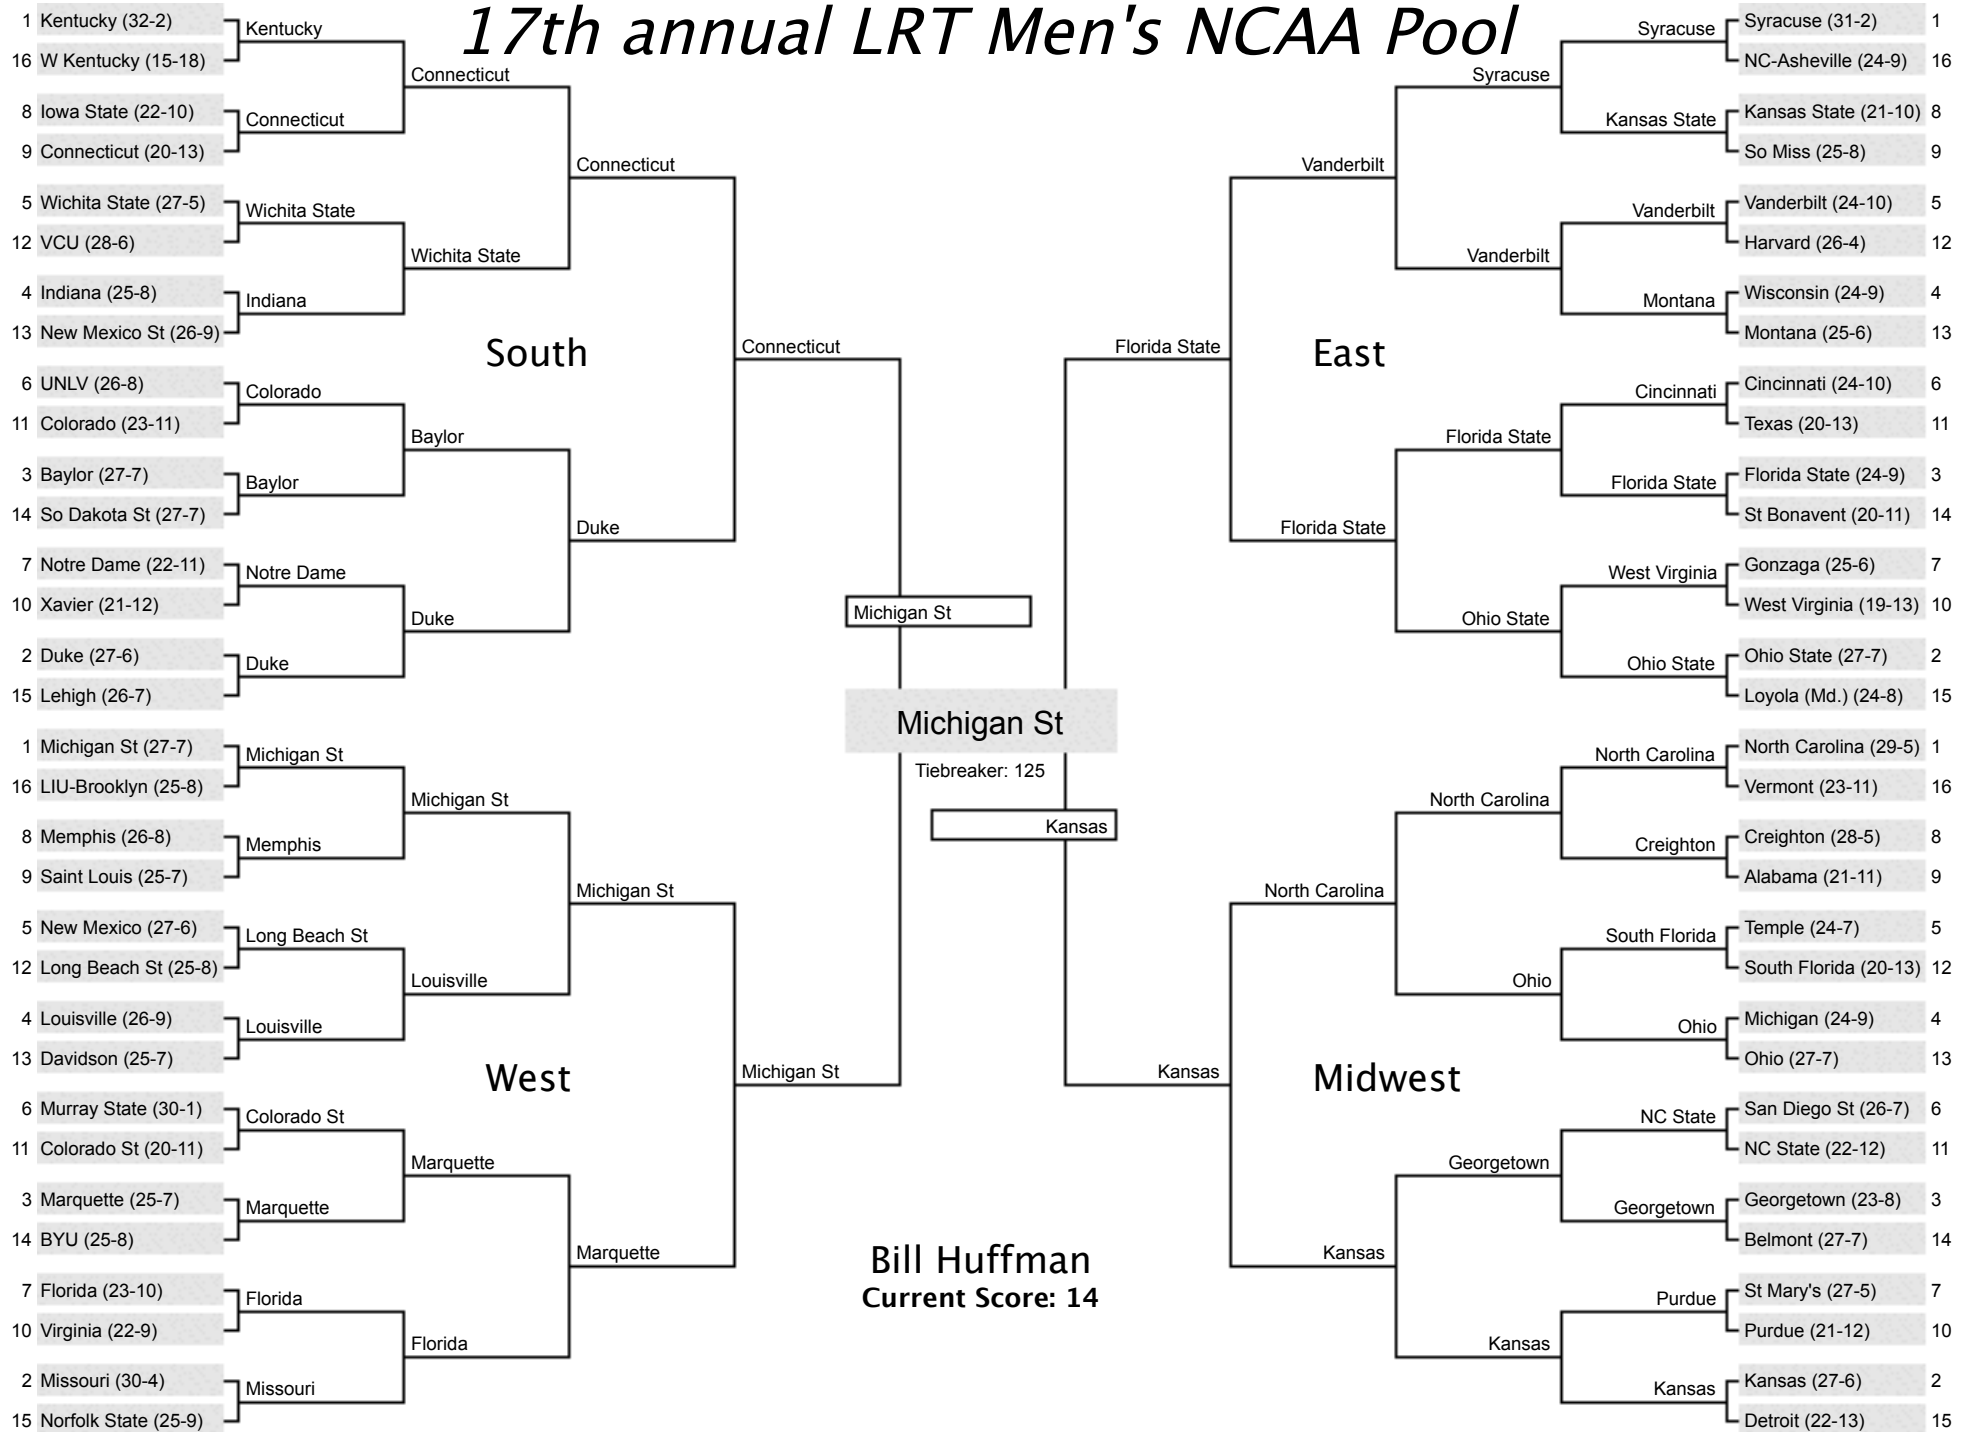 17th annual LRT Men's NCAA Pool
1 Kentucky (32-2)
16 W Kentucky (15-18)
8 Iowa State (22-10)
9 Connecticut (20-13)
5 Wichita State (27-5)
12 VCU (28-6)
4 Indiana (25-8)
13 New Mexico St (26-9)
6 UNLV (26-8)
11 Colorado (23-11)
3 Baylor (27-7)
14 So Dakota St (27-7)
7 Notre Dame (22-11)
10 Xavier (21-12)
2 Duke (27-6)
15 Lehigh (26-7)
Kentucky
Connecticut
Wichita State
Indiana
Colorado
Baylor
Notre Dame
Duke
Connecticut
Wichita State
Baylor
Duke
Connecticut
Duke
Connecticut
South
1 Michigan St (27-7)
16 LIU-Brooklyn (25-8)
8 Memphis (26-8)
9 Saint Louis (25-7)
5 New Mexico (27-6)
12 Long Beach St (25-8)
4 Louisville (26-9)
13 Davidson (25-7)
6 Murray State (30-1)
11 Colorado St (20-11)
3 Marquette (25-7)
14 BYU (25-8)
7 Florida (23-10)
10 Virginia (22-9)
2 Missouri (30-4)
15 Norfolk State (25-9)
Michigan St
Memphis
Long Beach St
Louisville
Colorado St
Marquette
Florida
Missouri
Michigan St
Louisville
Marquette
Florida
Michigan St
Marquette
Michigan St
West
Michigan St
Michigan St
Tiebreaker: 125
Kansas
Syracuse (31-2) 1
NC-Asheville (24-9) 16
Kansas State (21-10) 8
So Miss (25-8) 9
Vanderbilt (24-10) 5
Harvard (26-4) 12
Wisconsin (24-9) 4
Montana (25-6) 13
Cincinnati (24-10) 6
Texas (20-13) 11
Florida State (24-9) 3
St Bonavent (20-11) 14
Gonzaga (25-6) 7
West Virginia (19-13) 10
Ohio State (27-7) 2
Loyola (Md.) (24-8) 15
Syracuse
Kansas State
Vanderbilt
Montana
Cincinnati
Florida State
West Virginia
Ohio State
Syracuse
Vanderbilt
Florida State
Ohio State
Vanderbilt
Florida State
Florida State
East
North Carolina (29-5) 1
Vermont (23-11) 16
Creighton (28-5) 8
Alabama (21-11) 9
Temple (24-7) 5
South Florida (20-13) 12
Michigan (24-9) 4
Ohio (27-7) 13
San Diego St (26-7) 6
NC State (22-12) 11
Georgetown (23-8) 3
Belmont (27-7) 14
St Mary's (27-5) 7
Purdue (21-12) 10
Kansas (27-6) 2
Detroit (22-13) 15
North Carolina
Creighton
South Florida
Ohio
NC State
Georgetown
Purdue
Kansas
North Carolina
Ohio
Georgetown
Kansas
North Carolina
Kansas
Kansas
Midwest
Bill Huffman
Current Score: 14